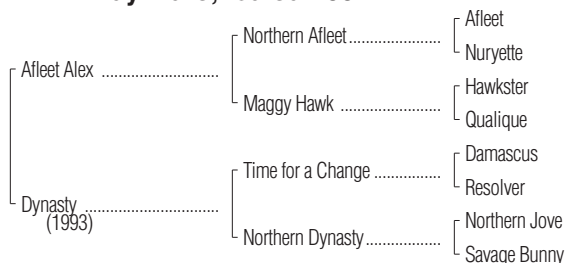 Afleet
Northern Afleet
Nuryette
Afleet Alex
Hawkster
Maggy Hawk
Qualique
Damascus
Time for a Change
Resolver
Dynasty
(1993)
Northern Jove
Northern Dynasty
Savage Bunny